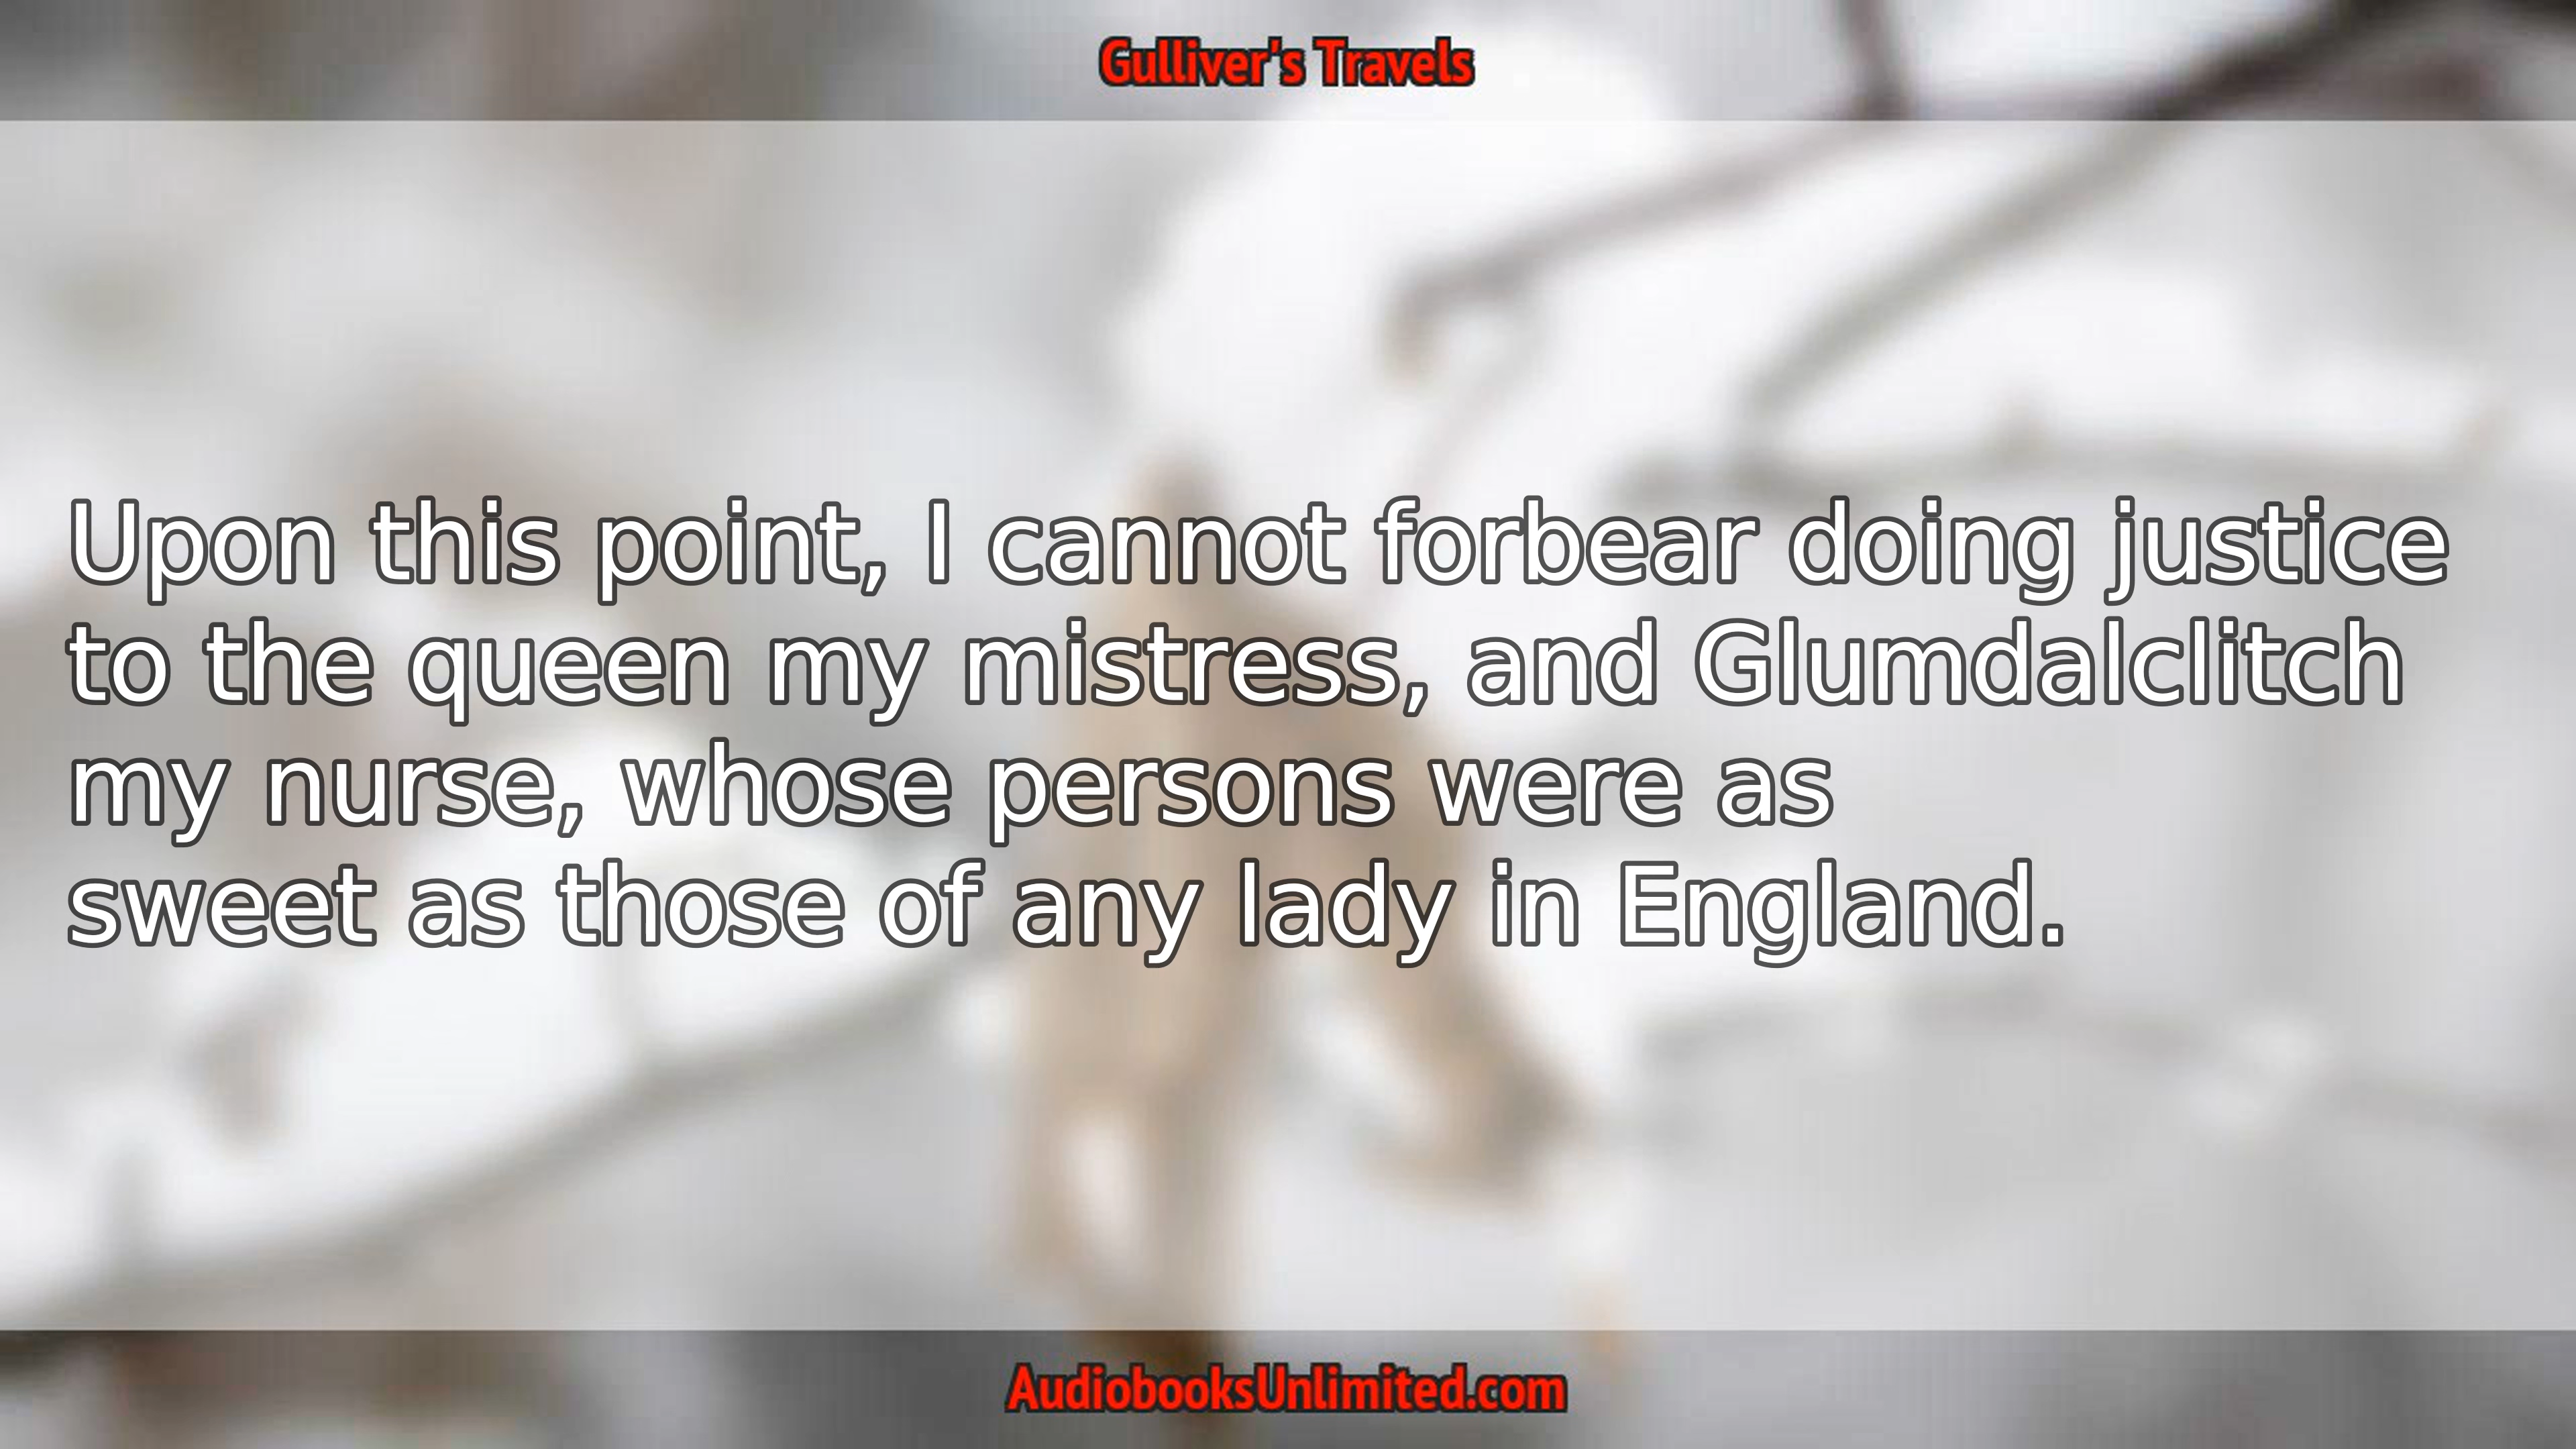 Gulliver's Travels
Upon this point, I cannot forbear doing justice
to the queen my mistress, and Glumdalclitch
my nurse, whose persons were as
sweet as those of any lady in England.
AudiobooksUnlimited.com